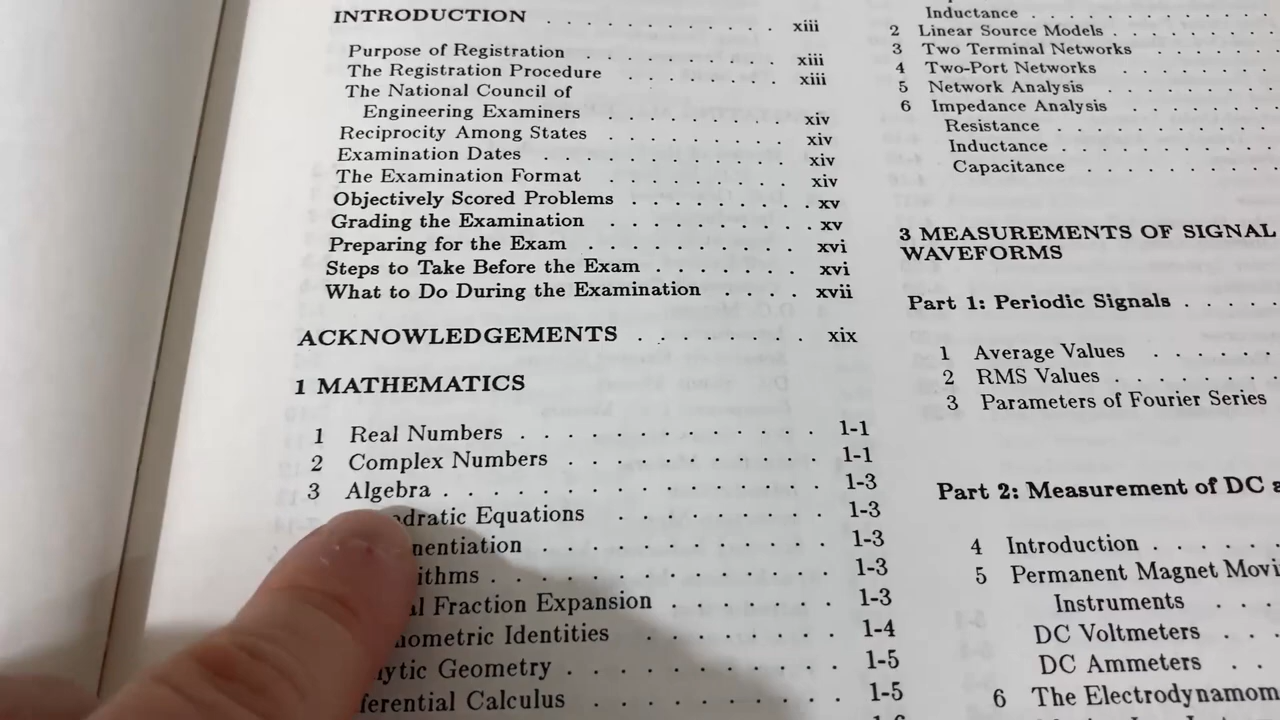 INTRODUCTION . . . . . . . . . . . xiii
Purpose of Registration . . . . . . . . xiii
The Registration Procedure . . . . . . . xiii
The National Council of
Engineering Examiners . . . . . . . . xiv
Reciprocity Among States . . . . . . . . xiv
Examination Dates . . . . . . . . . . xiv
The Examination Format . . . . . . . . xiv
Objectively Scored Problems . . . . . . . xv
Grading the Examination . . . . . . . . xv
Preparing for the Exam . . . . . . . . xvi
Steps to Take Before the Exam . . . . . . xvi
What to Do During the Examination . . . . xvii
ACKNOWLEDGEMENTS . . . . . . . xix
1 MATHEMATICS
1 Real Numbers . . . . . . . . . . . 1-1
2 Complex Numbers . . . . . . . . . 1-1
3 Algebra . . . . . . . . . . . . . . 1-3
Equations . . . . . . . . 1-3
. . . . . . . . . . 1-3
. . . . . . . . . . . . 1-3
Fraction Expansion . . . . . . 1-3
Identities . . . . . . . 1-4
Geometry . . . . . . . . . 1-5
Calculus . . . . . . . . . 1-5
Inductance . . . . . . . . .
2 Linear Source Models . . . . . .
3 Two Terminal Networks . . . . .
4 Two-Port Networks . . . . . .
5 Network Analysis . . . . . . .
6 Impedance Analysis . . . . . .
Resistance . . . . . . . .
Inductance . . . . . . . .
Capacitance . . . . . . .
3 MEASUREMENTS OF SIGNAL
WAVEFORMS
Part 1: Periodic Signals . . . . .
1 Average Values . . . . .
2 RMS Values . . . . . . .
3 Parameters of Fourier Series
Part 2: Measurement of DC
4 Introduction . . . . . .
5 Permanent Magnet
Instruments . . .
DC Voltmeters . . .
DC Ammeters . .
6 The